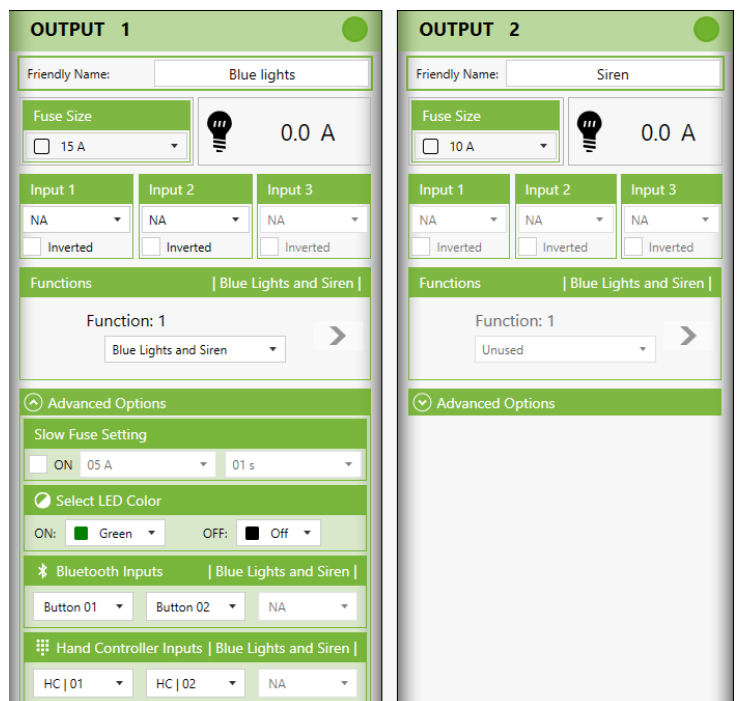 OUTPUT 1
Friendly Name: Blue lights
Fuse Size
15 A
0.0 A
Input 1 Input 2 Input 3
NA NA NA
Inverted Inverted Inverted
Functions | Blue Lights and Siren |
Function: 1
Blue Lights and Siren
Advanced Options
Slow Fuse Setting
ON 05 A 01 s
Select LED Color
ON: Green OFF: Off
Bluetooth Inputs | Blue Lights and Siren |
Button 01 Button 02 NA
Hand Controller Inputs | Blue Lights and Siren |
HC | 01 HC | 02 NA
OUTPUT 2
Friendly Name: Siren
Fuse Size
10 A
0.0 A
Input 1 Input 2 Input 3
NA NA NA
Inverted Inverted Inverted
Functions | Blue Lights and Siren |
Function: 1
Unused
Advanced Options